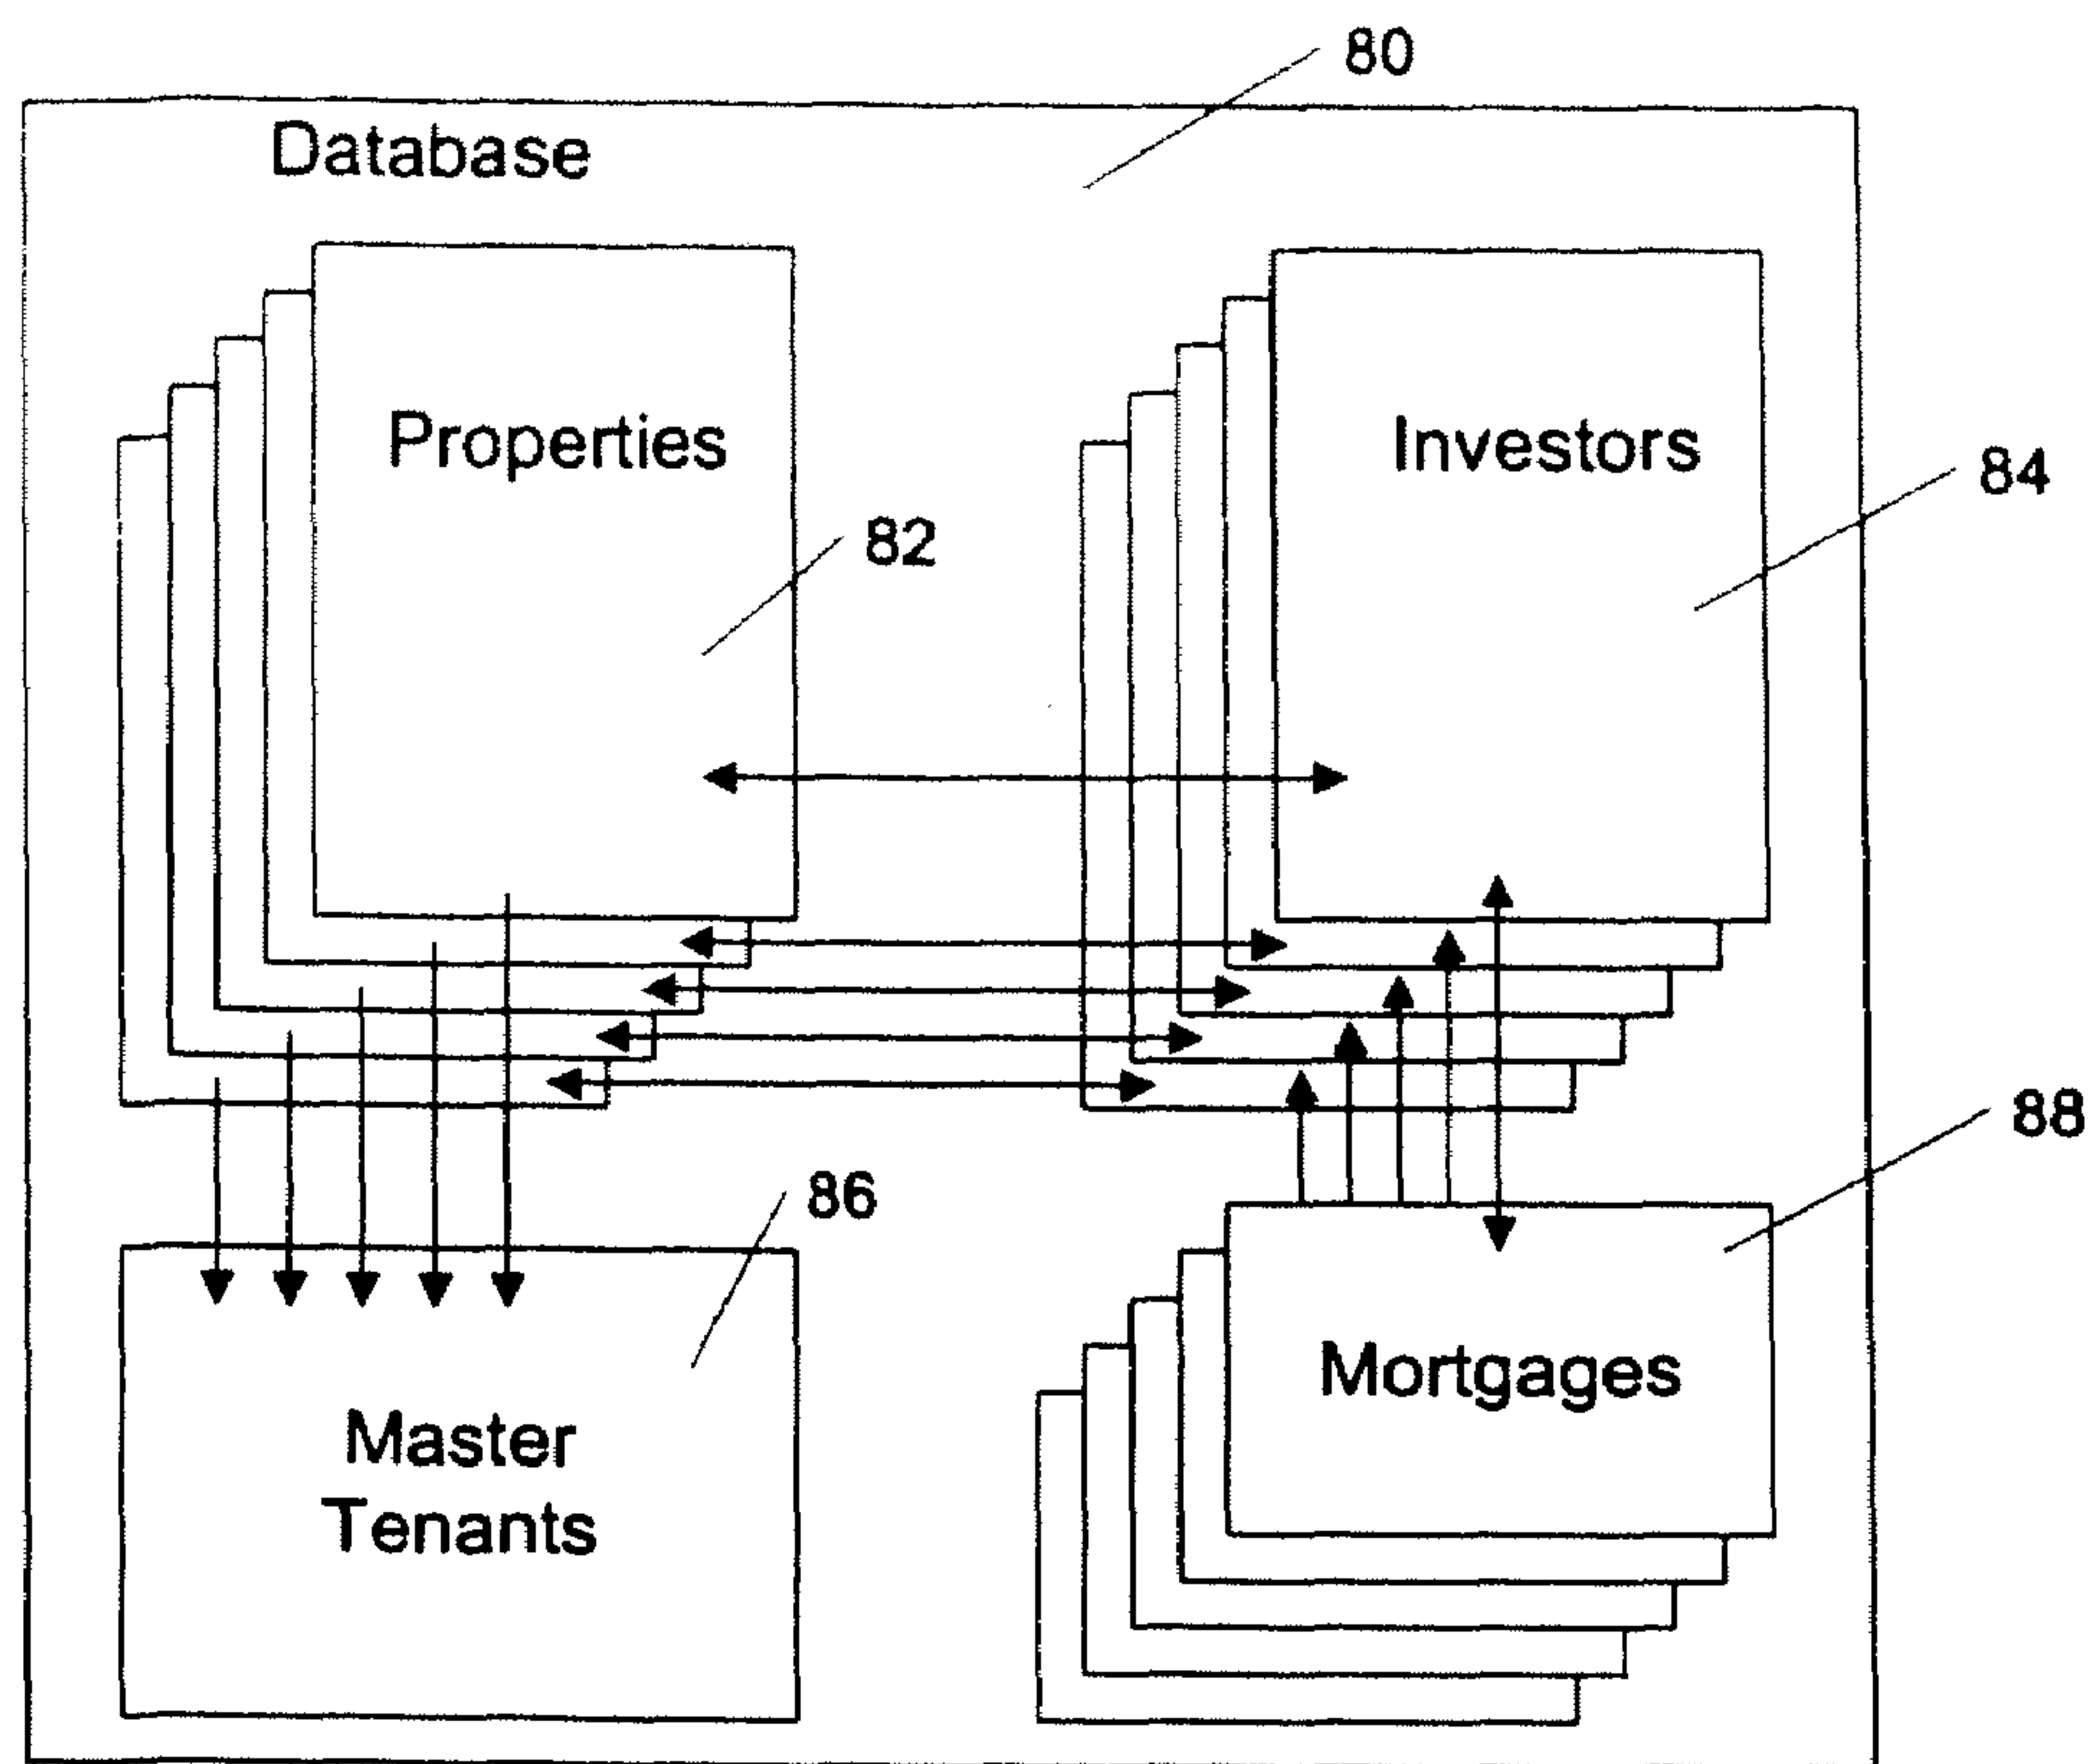 80
Database
Properties
Investors
84
82
88
86
Mortgages
Master
Tenants